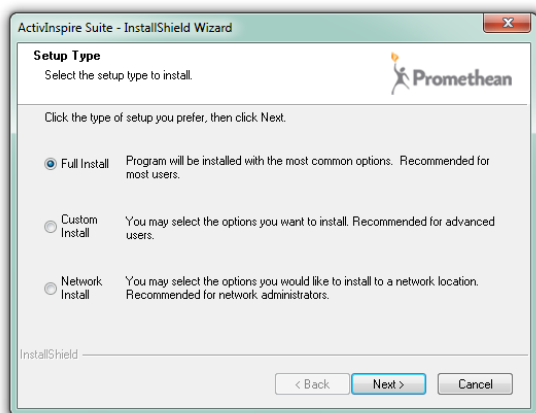 ActivInspire Suite - InstallShield Wizard
Setup Type
Select the setup type to install.
Promethean
Click the type of setup you prefer, then click Next.
Full Install
Program will be installed with the most common options. Recommended for
most users.
Custom
Install
You may select the options you want to install. Recommended for advanced
users.
Network
Install
You may select the options you would like to install to a network location.
Recommended for network administrators.
InstallShield
< Back
Next >
Cancel